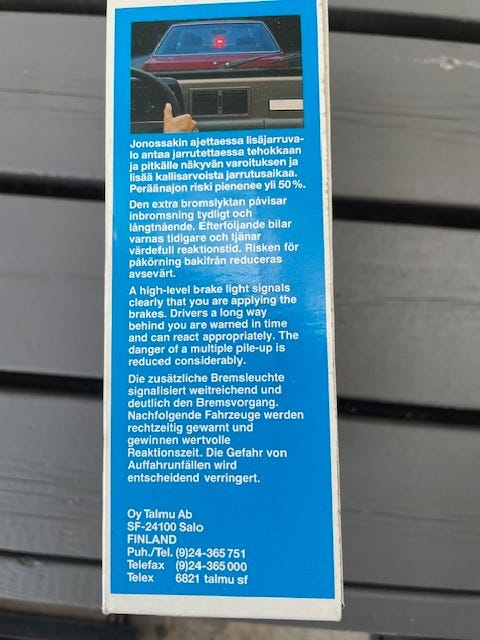 Jonossakin ajettaessa lisäjarruva-
lo antaa jarrutettaessa tehokkaan
ja pitkälle näkyvän varoituksen ja
lisää kallisarvoista jarrutusaikaa.
Peräänajon riski pienenee yli 50%.
Den extra bromslyktan påvisar
inbromsning tydligt och
långtnående. Efterföljande bilar
varnas tidigare och tjänar
värdefull reaktionstid. Risken för
påkörning bakifrån reduceras
avsevärt.
A high-level brake light signals
clearly that you are applying the
brakes. Drivers a long way
behind you are warned in time
and can react appropriately. The
danger of a multiple pile-up is
reduced considerably.
Die zusätzliche Bremsleuchte
signalisiert weitreichend und
deutlich den Bremsvorgang.
Nachfolgende Fahrzeuge werden
rechtzeitig gewarnt und
gewinnen wertvolle
Reaktionszeit. Die Gefahr von
Auffahrunfällen wird
entscheidend verringert.
Oy Talmu Ab
SF-24100 Salo
FINLAND
Puh./Tel. (9)24-365 751
Telefax (9)24-365 000
Telex 6821 talmu sf